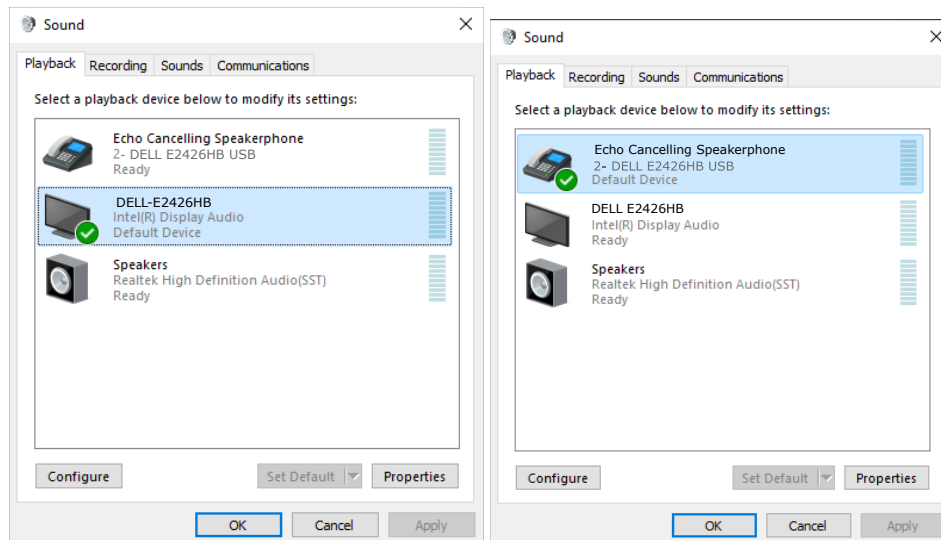 Sound
Playback Recording Sounds Communications
Select a playback device below to modify its settings:
Echo Cancelling Speakerphone
2- DELL E2426HB USB
Ready
DELL-E2426HB
Intel(R) Display Audio
Default Device
Speakers
Realtek High Definition Audio(SST)
Ready
Configure Set Default Properties
OK Cancel Apply
Sound
Playback Recording Sounds Communications
Select a playback device below to modify its settings:
Echo Cancelling Speakerphone
2- DELL E2426HB USB
Default Device
DELL E2426HB
Intel(R) Display Audio
Ready
Speakers
Realtek High Definition Audio(SST)
Ready
Configure Set Default Properties
OK Cancel Apply